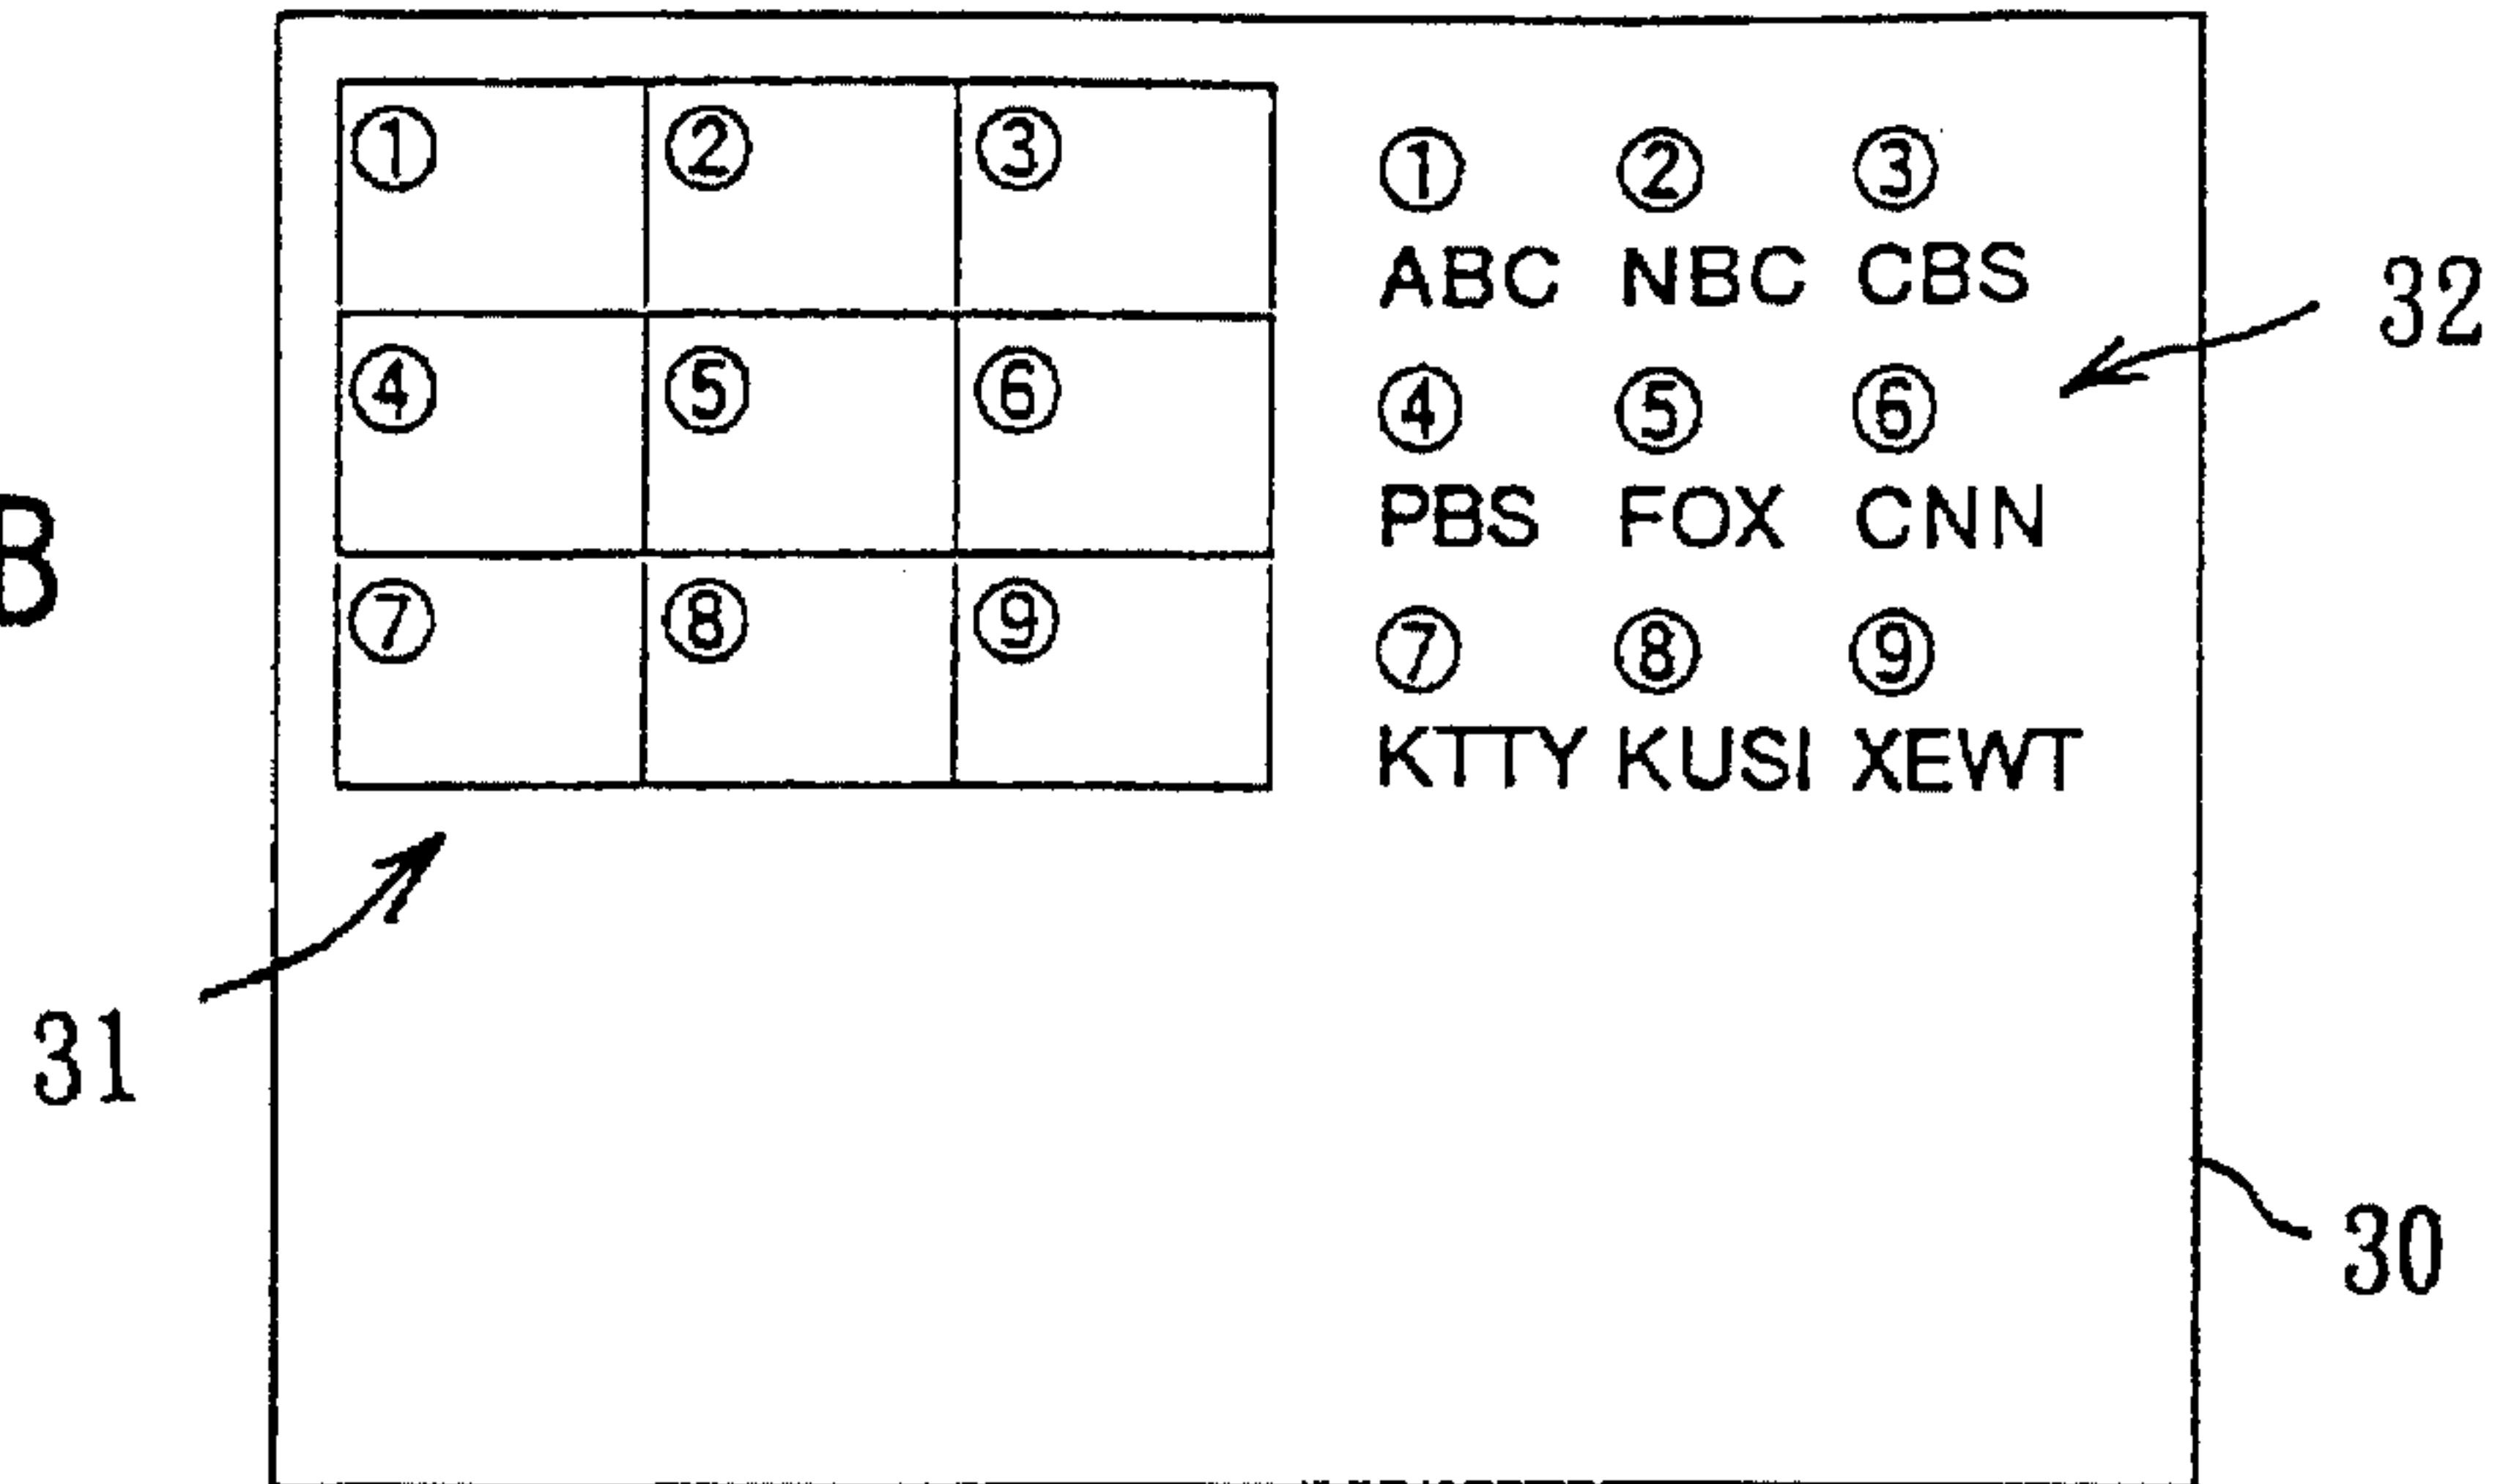 ① ② ③
④ ⑤ ⑥
⑦ ⑧ ⑨
① ② ③
ABC NBC CBS
④ ⑤ ⑥
PBS FOX CNN
⑦ ⑧ ⑨
KTTY KUSI XEWT
32
B
31
30